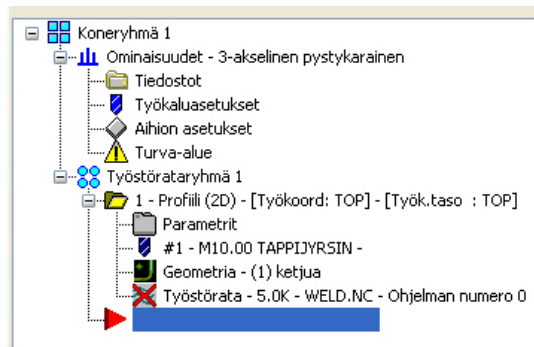 Koneryhmä 1
Ominaisuudet - 3-akselinen pystykarainen
Tiedostot
Työkaluasetukset
Aihion asetukset
Turva-alue
Työstörataryhmä 1
1 - Profiili (2D) - [Työkoord: TOP] - [Työk.taso : TOP]
Parametrit
#1 - M10.00 TAPPIJYRSIN -
Geometria - (1) ketjua
Työstörata - 5.0K - WELD.NC - Ohjelman numero 0